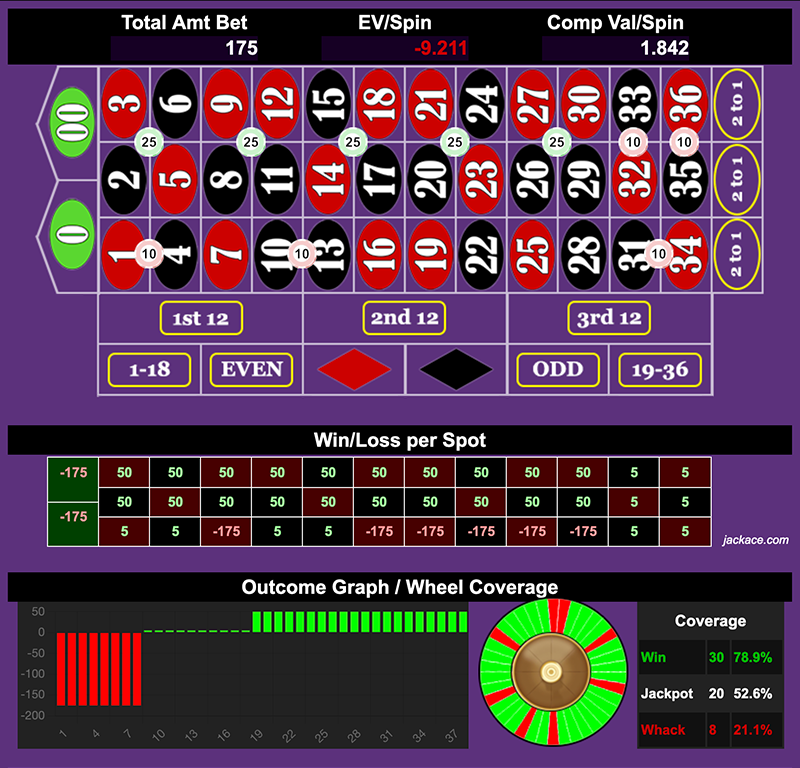 Total Amt Bet EV/Spin Comp Val/Spin
175 -9.211 1.842
00 3 6 9 12 15 18 21 24 27 30 33 36 2 to 1
25 25 25 25 25 10 10
0 2 5 8 11 14 17 20 23 26 29 32 35 2 to 1
1 4 7 10 13 16 19 22 25 28 31 34 2 to 1
10 10 10
1st 12 2nd 12 3rd 12
1-18 EVEN ODD 19-36
Win/Loss per Spot
-175 50 50 50 50 50 50 50 50 50 50 5 5
-175 50 50 50 50 50 50 50 50 50 50 5 5
5 5 -175 5 5 -175 -175 -175 -175 -175 5 5
jackace.com
Outcome Graph / Wheel Coverage
50
0
-50
-100
-150
-200
1 4 7 10 13 16 19 22 25 28 31 34 37
Coverage
Win 30 78.9%
Jackpot 20 52.6%
Whack 8 21.1%